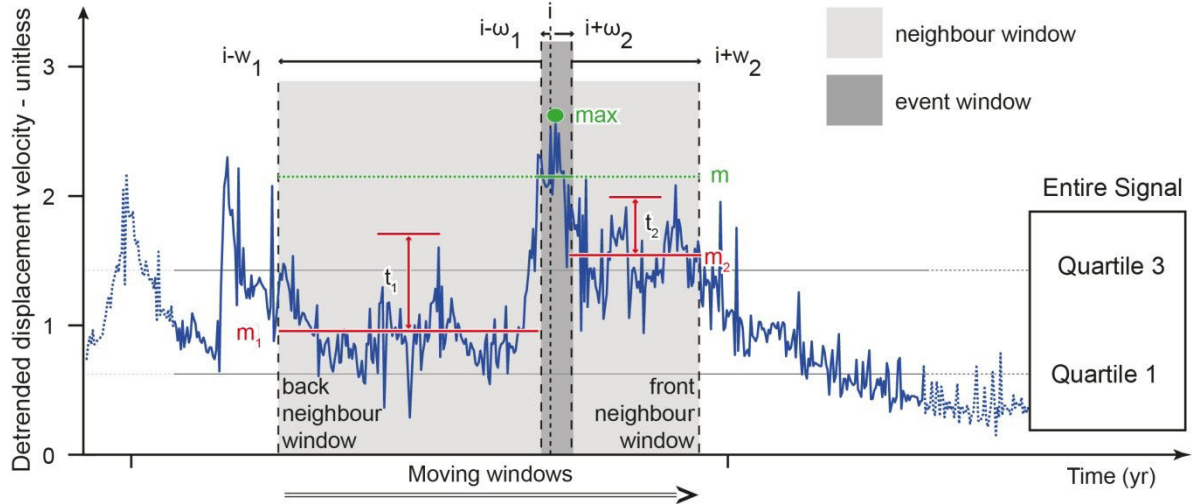 i
i-ω₁
i+ω₂
i-w₁
i+w₂
neighbour window
event window
3
2
1
0
Detrended displacement velocity - unitless
max
m
t₁
t₂
m₁
m₂
Entire Signal
Quartile 3
Quartile 1
back
neighbour
window
front
neighbour
window
Moving windows
Time (yr)